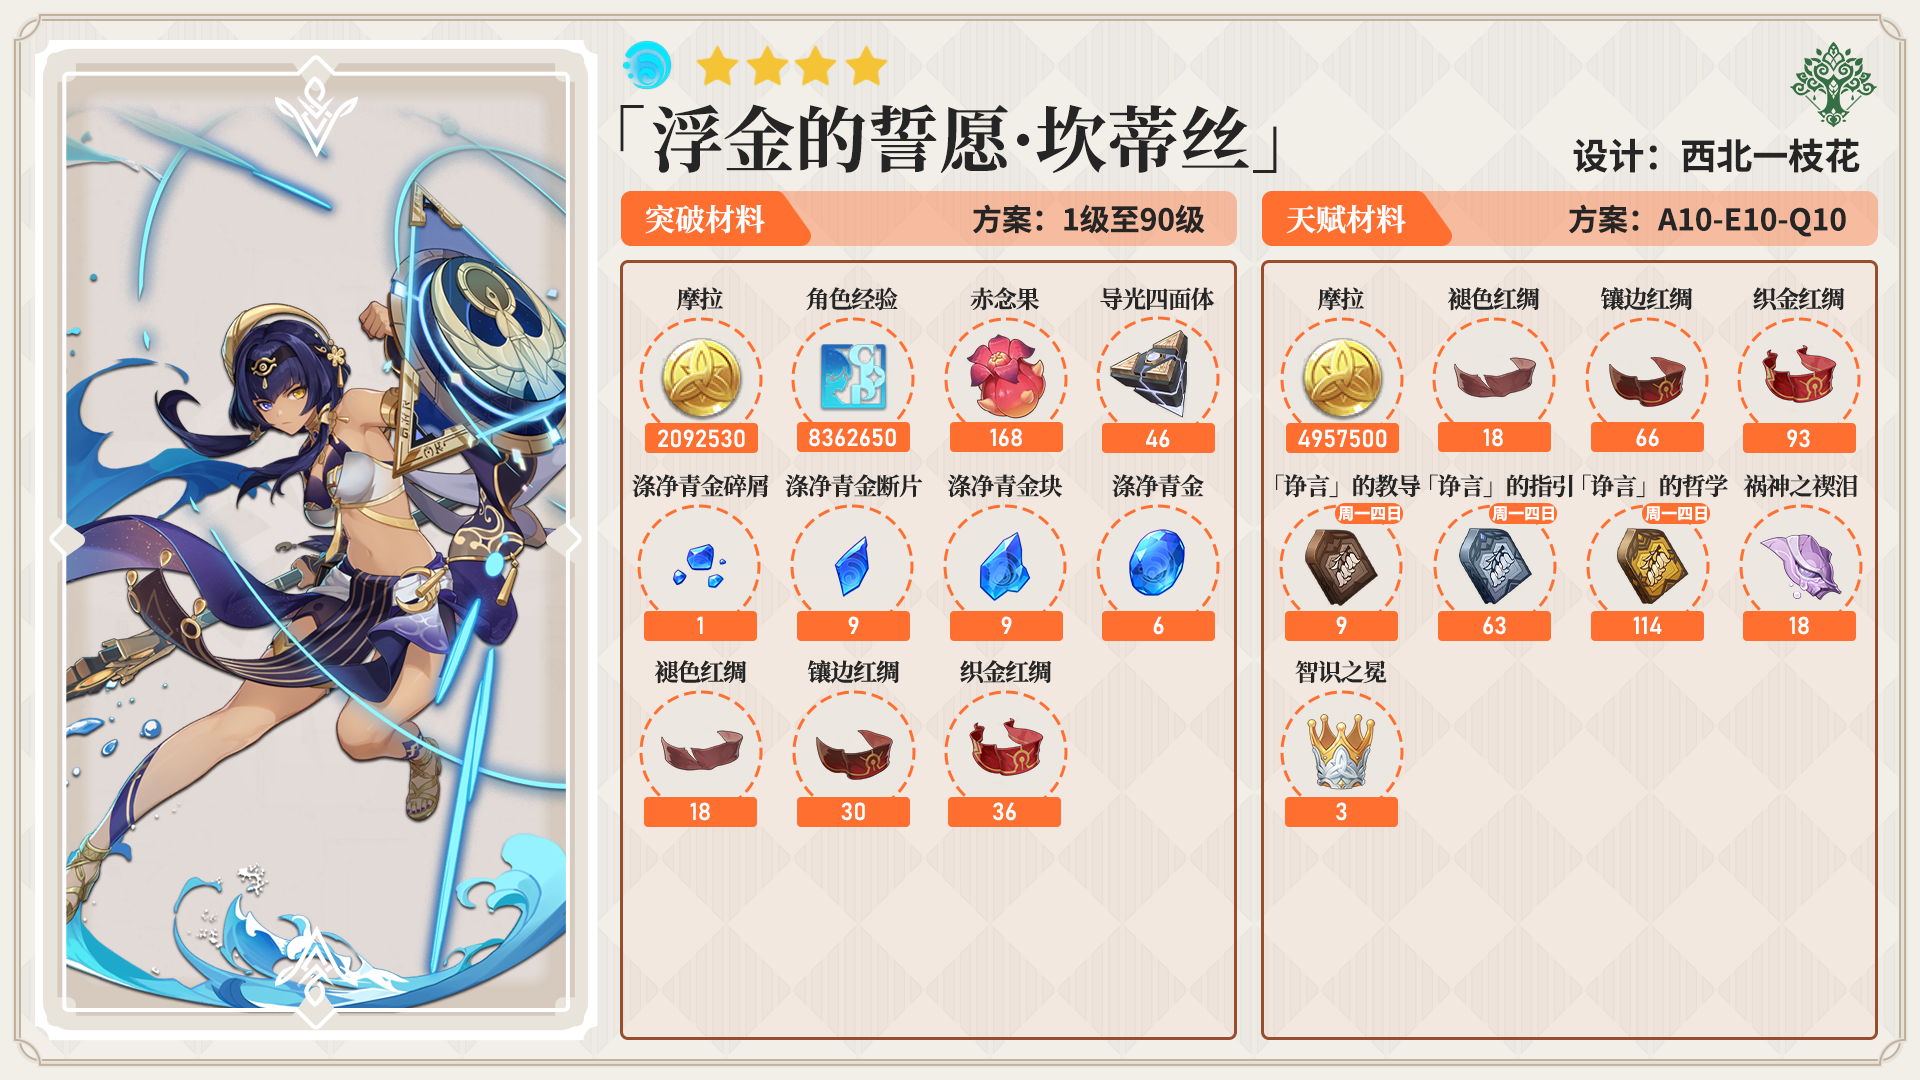 「浮金的誓愿·坎蒂丝」
设计：西北一枝花
突破材料 方案：1级至90级
摩拉 角色经验 赤念果 导光四面体
2092530 8362650 168 46
涤净青金碎屑 涤净青金断片 涤净青金块 涤净青金
1 9 9 6
褪色红绸 镶边红绸 织金红绸
18 30 36
天赋材料 方案：A10-E10-Q10
摩拉 褪色红绸 镶边红绸 织金红绸
4957500 18 66 93
「诤言」的教导 「诤言」的指引 「诤言」的哲学 祸神之禊泪
周一四日 周一四日 周一四日
9 63 114 18
智识之冕
3